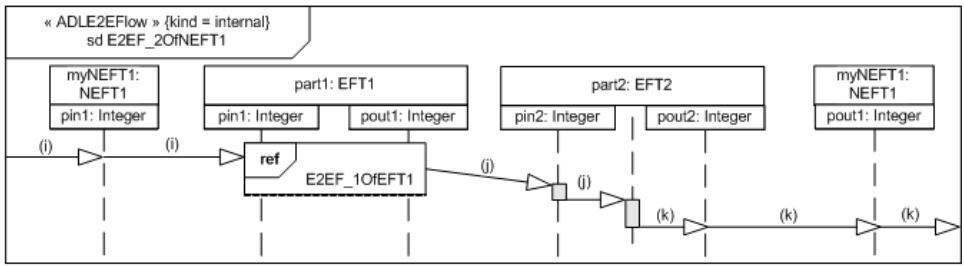 « ADLE2EFlow » {kind = internal}
sd E2EF_2OfNEFT1
myNEFT1:
NEFT1
pin1: Integer
part1: EFT1
pin1: Integer
pout1: Integer
part2: EFT2
pin2: Integer
pout2: Integer
myNEFT1:
NEFT1
pout1: Integer
(i)
(i)
ref
E2EF_1OfEFT1
(j)
(j)
(k)
(k)
(k)